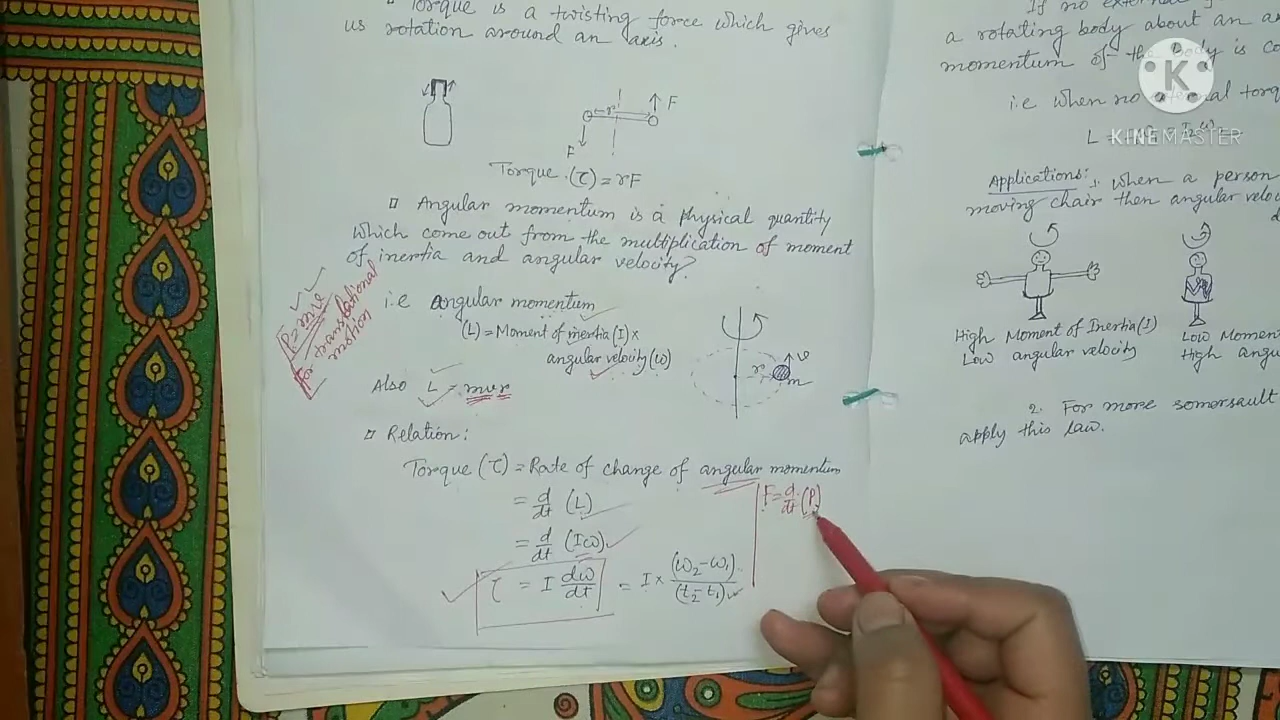 Torque is a twisting force which gives
us rotation around an axis.
F
r
F
Torque (τ) = rF
Angular momentum is a physical quantity
which come out from the multiplication of moment
of inertia and angular velocity?
i.e angular momentum
(L) = Moment of inertia (I) ×
angular velocity (ω)
Also L = mvr
P = mv
For translational
motion
v
r
m
Relation:
Torque (τ) = Rate of change of angular momentum
= d/dt (L)
= d/dt (Iω)
τ = I dω/dt = I × (ω₂-ω₁)/(t₂-t₁)
F = d/dt (P)
If no external
a rotating body about an
momentum of the body is
i.e when no
L =
Applications: 1. When a person
moving chair then angular
High Moment of Inertia (I)
Low angular velocity
Low
High
2. For more somersault
apply this law.
K
KINEMASTER